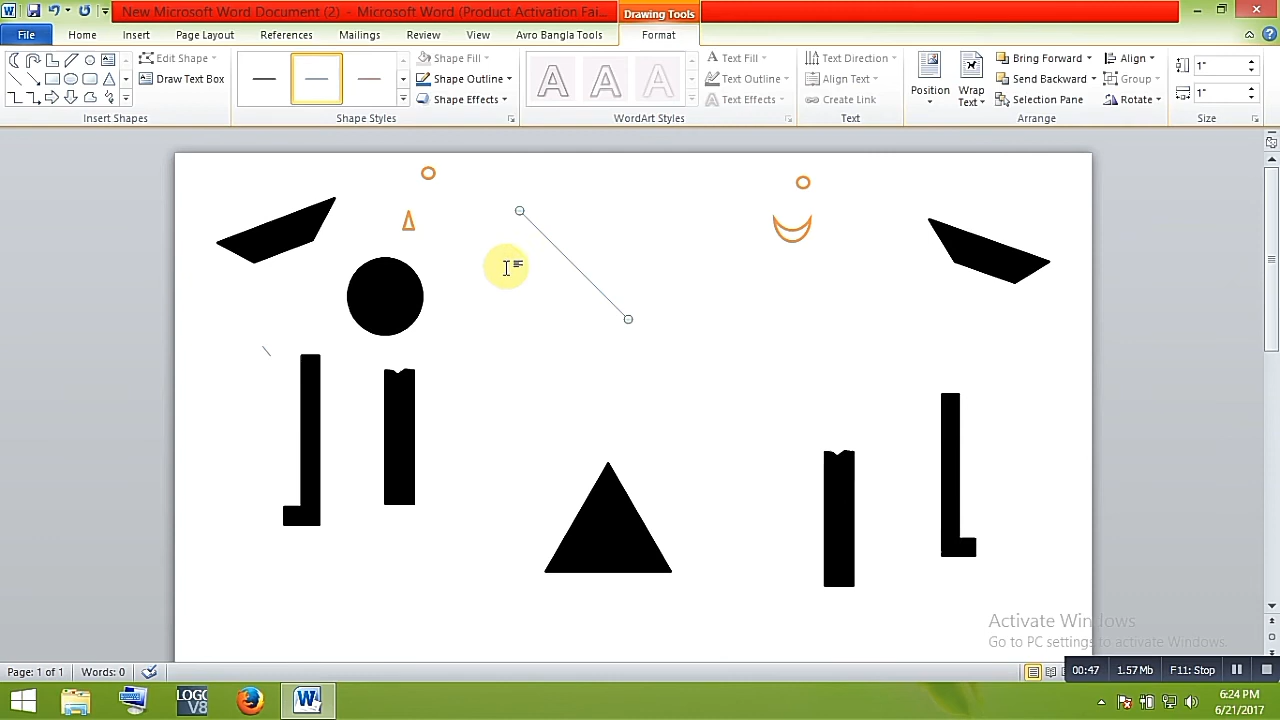 New Microsoft Word Document (2) - Microsoft Word (Product Activation Fai...
Drawing Tools
File
Home
Insert
Page Layout
References
Mailings
Review
View
Avro Bangla Tools
Format
Edit Shape
Draw Text Box
Insert Shapes
Shape Fill
Shape Outline
Shape Effects
Shape Styles
A A A
Text Fill
Text Outline
Text Effects
WordArt Styles
Text Direction
Align Text
Create Link
Text
Position
Wrap
Text
Bring Forward
Send Backward
Selection Pane
Align
Group
Rotate
Arrange
1"
1"
Size
Activate Windows
Go to PC settings to activate Windows.
Page: 1 of 1
Words: 0
00:47
1.57 Mb
F11: Stop
LOGO
V8
6:24 PM
6/21/2017